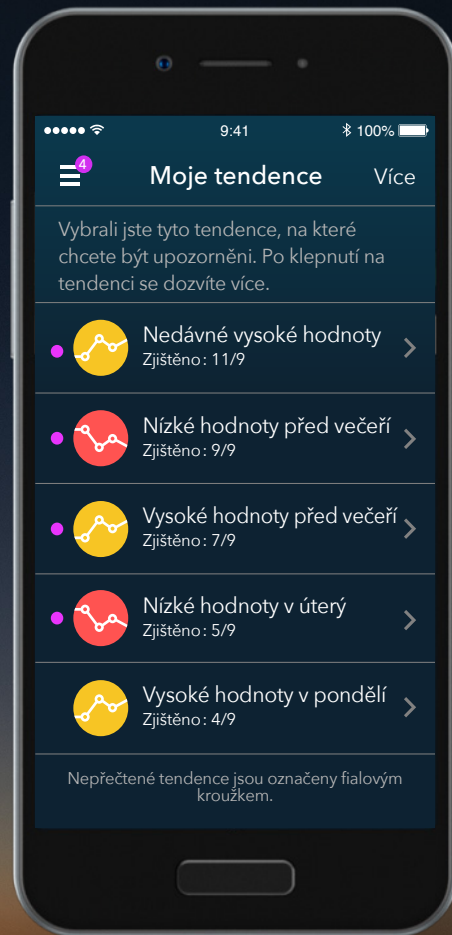 9:41
100%
4
Moje tendence
Více
Vybrali jste tyto tendence, na které
chcete být upozorněni. Po klepnutí na
tendenci se dozvíte více.
Nedávné vysoké hodnoty
Zjištěno: 11/9
Nízké hodnoty před večeří
Zjištěno: 9/9
Vysoké hodnoty před večeří
Zjištěno: 7/9
Nízké hodnoty v úterý
Zjištěno: 5/9
Vysoké hodnoty v pondělí
Zjištěno: 4/9
Nepřečtené tendence jsou označeny fialovým
kroužkem.